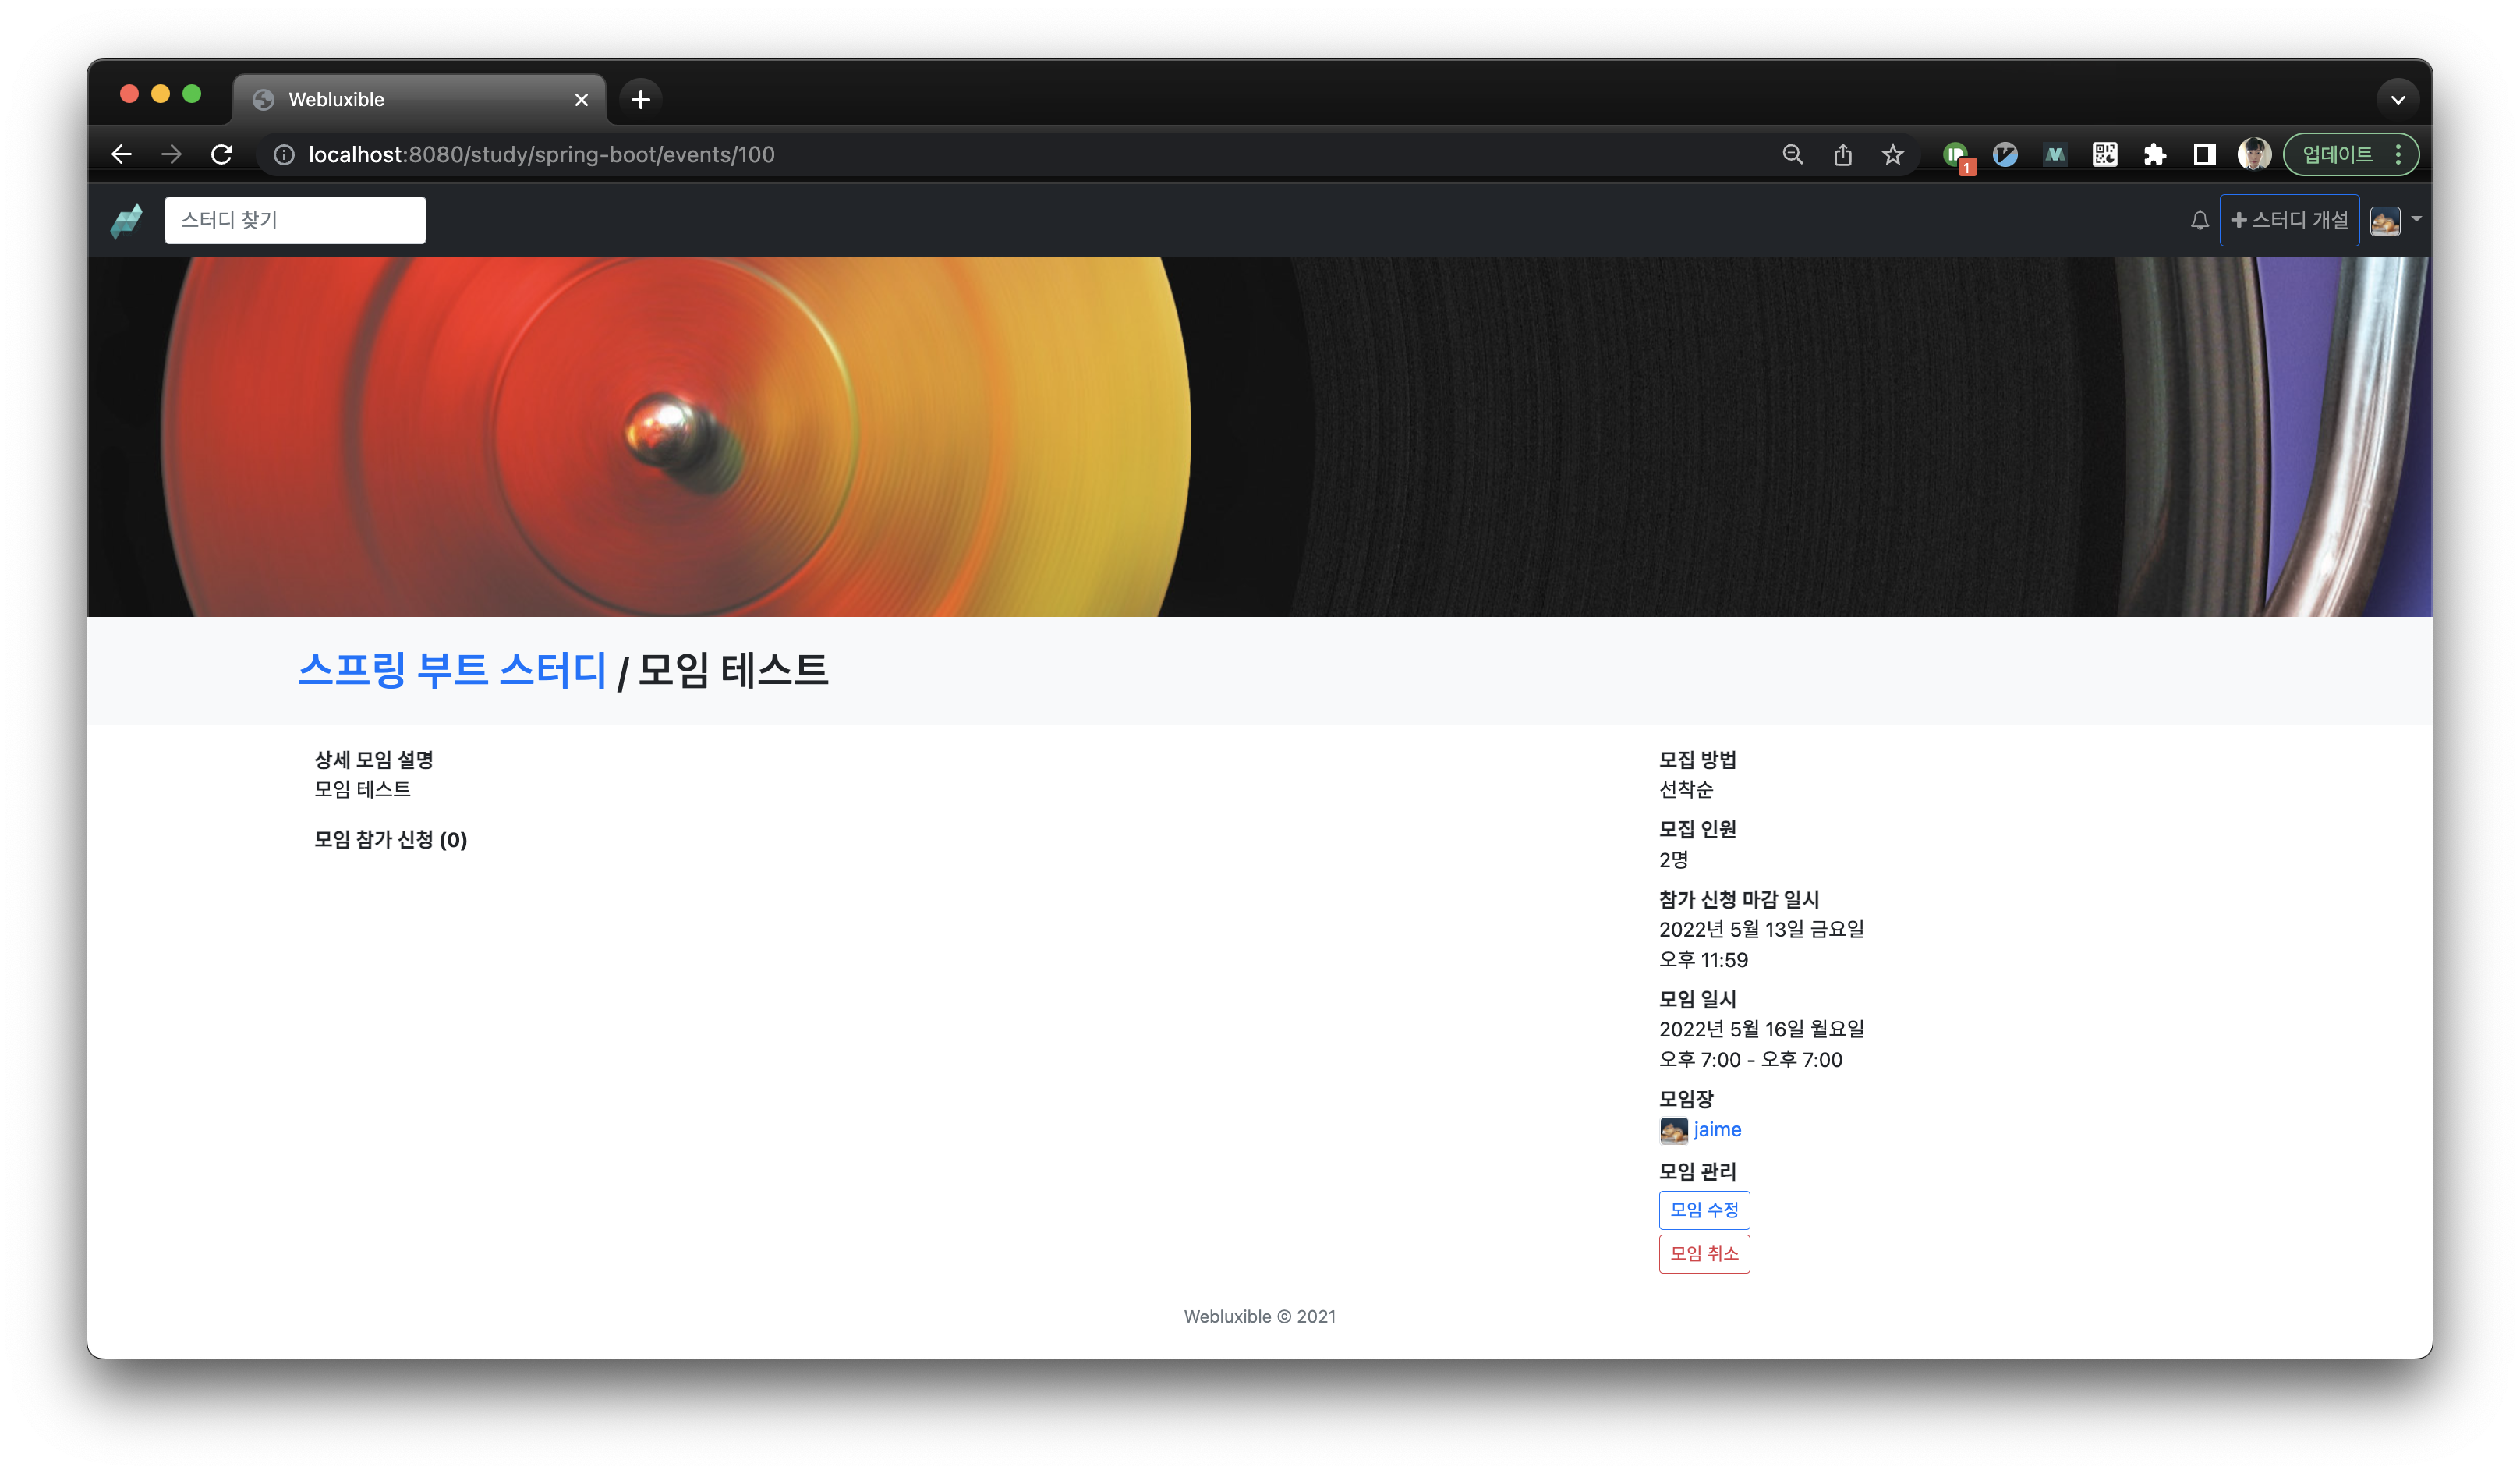 Webluxible
localhost:8080/study/spring-boot/events/100
1
업데이트
스터디 찾기
스터디 개설
스프링 부트 스터디 / 모임 테스트
상세 모임 설명
모임 테스트
모임 참가 신청 (0)
모집 방법
선착순
모집 인원
2명
참가 신청 마감 일시
2022년 5월 13일 금요일
오후 11:59
모임 일시
2022년 5월 16일 월요일
오후 7:00 - 오후 7:00
모임장
jaime
모임 관리
모임 수정
모임 취소
Webluxible © 2021